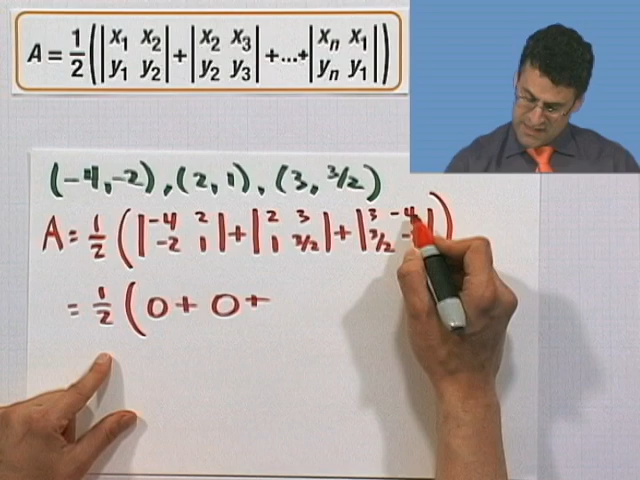 A = 1/2 ( |x₁ x₂ / y₁ y₂| + |x₂ x₃ / y₂ y₃| + ...+ |xₙ x₁ / yₙ y₁| )
(-4,-2), (2,1), (3, 3/2)
A = 1/2 ( |-4 2 / -2 1| + |2 3 / 1 3/2| + |3 -4 / 3/2 -| )
= 1/2 ( 0 + 0 +